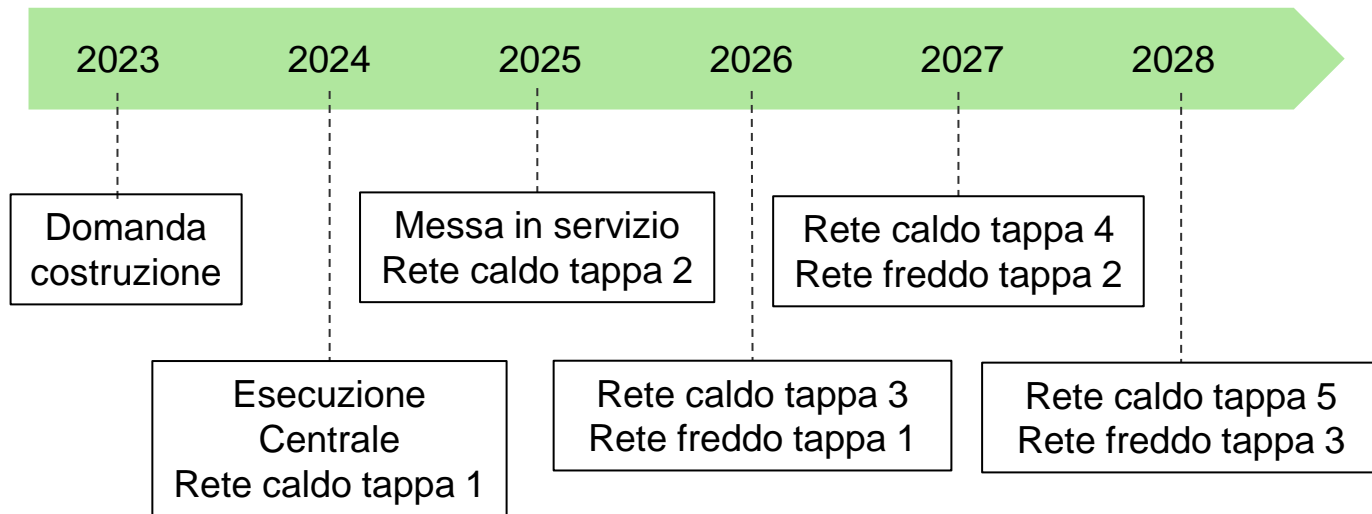 2023 2024 2025 2026 2027 2028
Domanda
costruzione
Esecuzione
Centrale
Rete caldo tappa 1
Messa in servizio
Rete caldo tappa 2
Rete caldo tappa 3
Rete freddo tappa 1
Rete caldo tappa 4
Rete freddo tappa 2
Rete caldo tappa 5
Rete freddo tappa 3